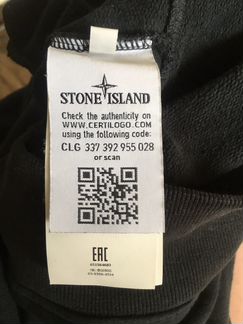 STONE ISLAND
Check the authenticity on
WWW.CERTILOGO.COM
using the following code:
CLG 337 392 955 028
or scan
EAC